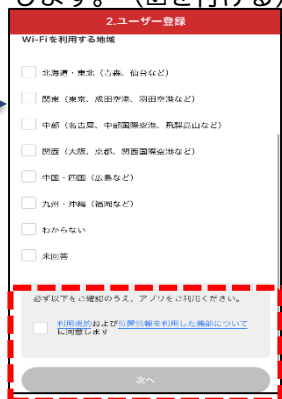 します。（☑を付ける）
2.ユーザー登録
Wi-Fiを利用する地域
北海道・東北（青森、仙台など）
関東（東京、成田空港、羽田空港など）
中部（名古屋、中部国際空港、飛騨高山など）
関西（大阪、京都、関西国際空港など）
中国・四国（広島など）
九州・沖縄（福岡など）
わからない
未回答
必ず以下をご確認のうえ、アプリをご利用ください。
利用規約および位置情報を利用した機能について
に同意します
次へ